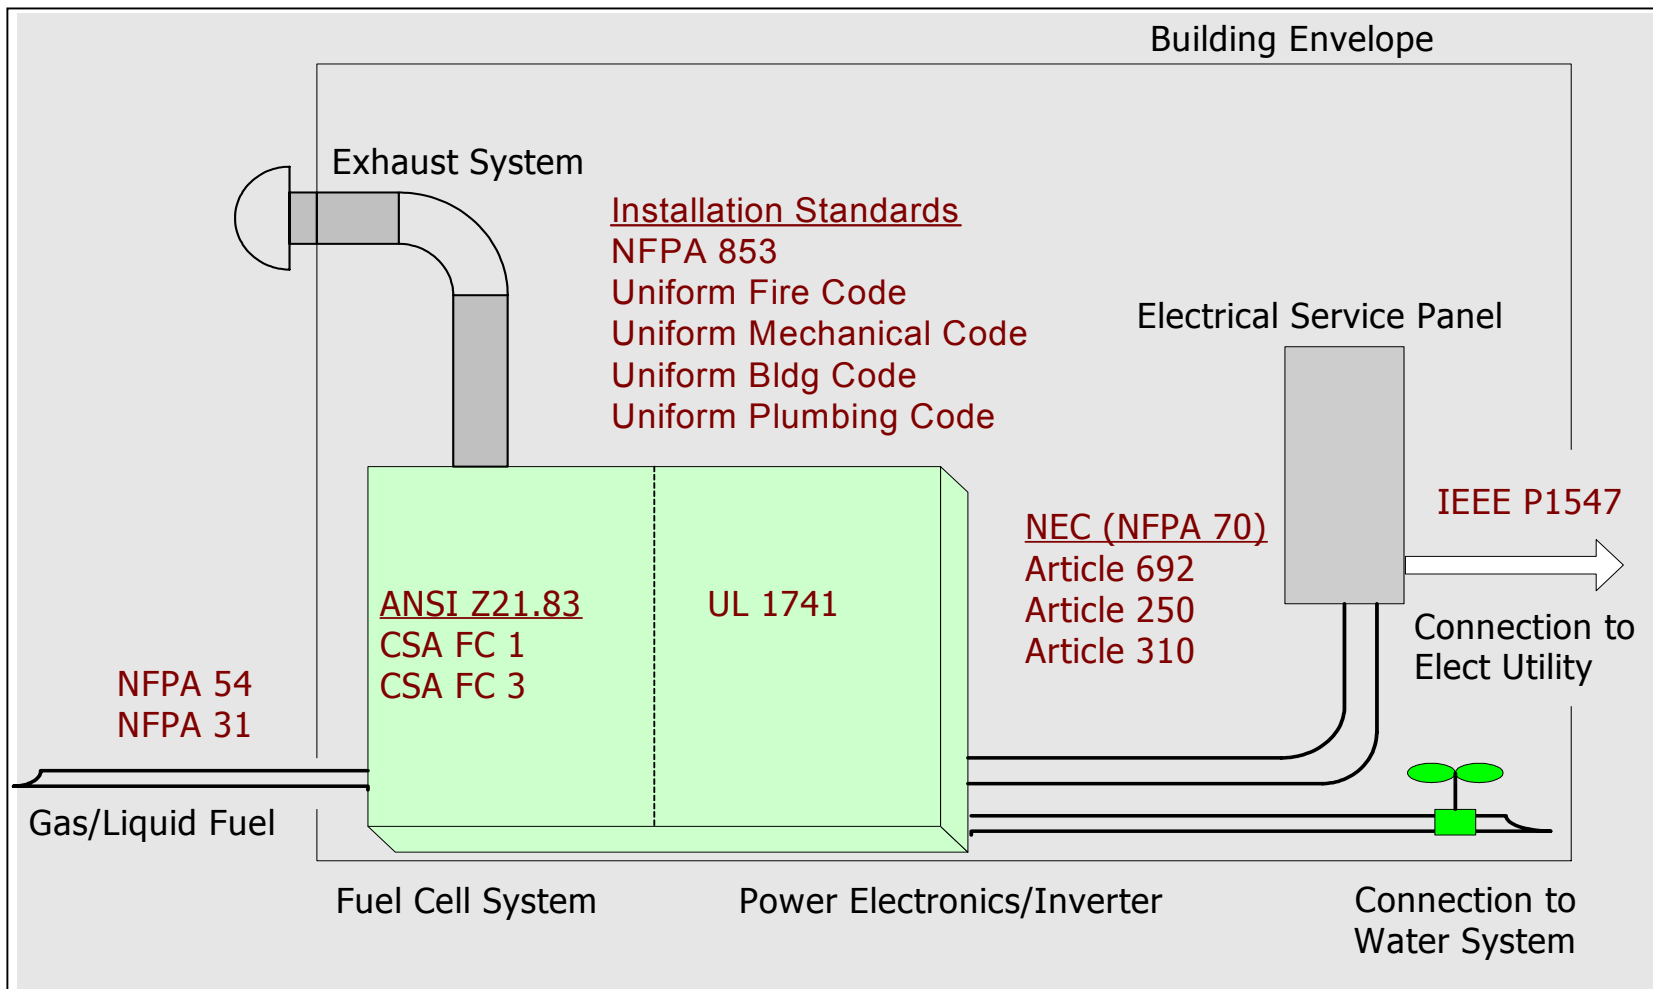 Building Envelope
Exhaust System
Installation Standards
NFPA 853
Uniform Fire Code
Uniform Mechanical Code
Uniform Bldg Code
Uniform Plumbing Code
Electrical Service Panel
IEEE P1547
NEC (NFPA 70)
Article 692
Article 250
Article 310
ANSI Z21.83
CSA FC 1
CSA FC 3
UL 1741
Connection to
Elect Utility
NFPA 54
NFPA 31
Gas/Liquid Fuel
Fuel Cell System
Power Electronics/Inverter
Connection to
Water System